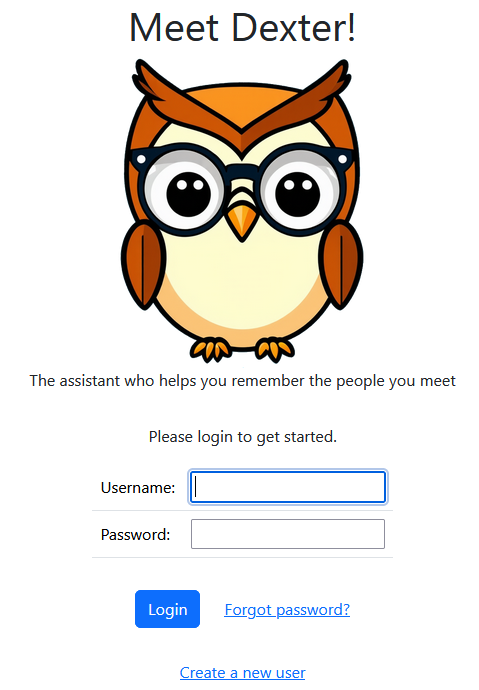 Meet Dexter!
The assistant who helps you remember the people you meet
Please login to get started.
Username:
Password:
Login Forgot password?
Create a new user